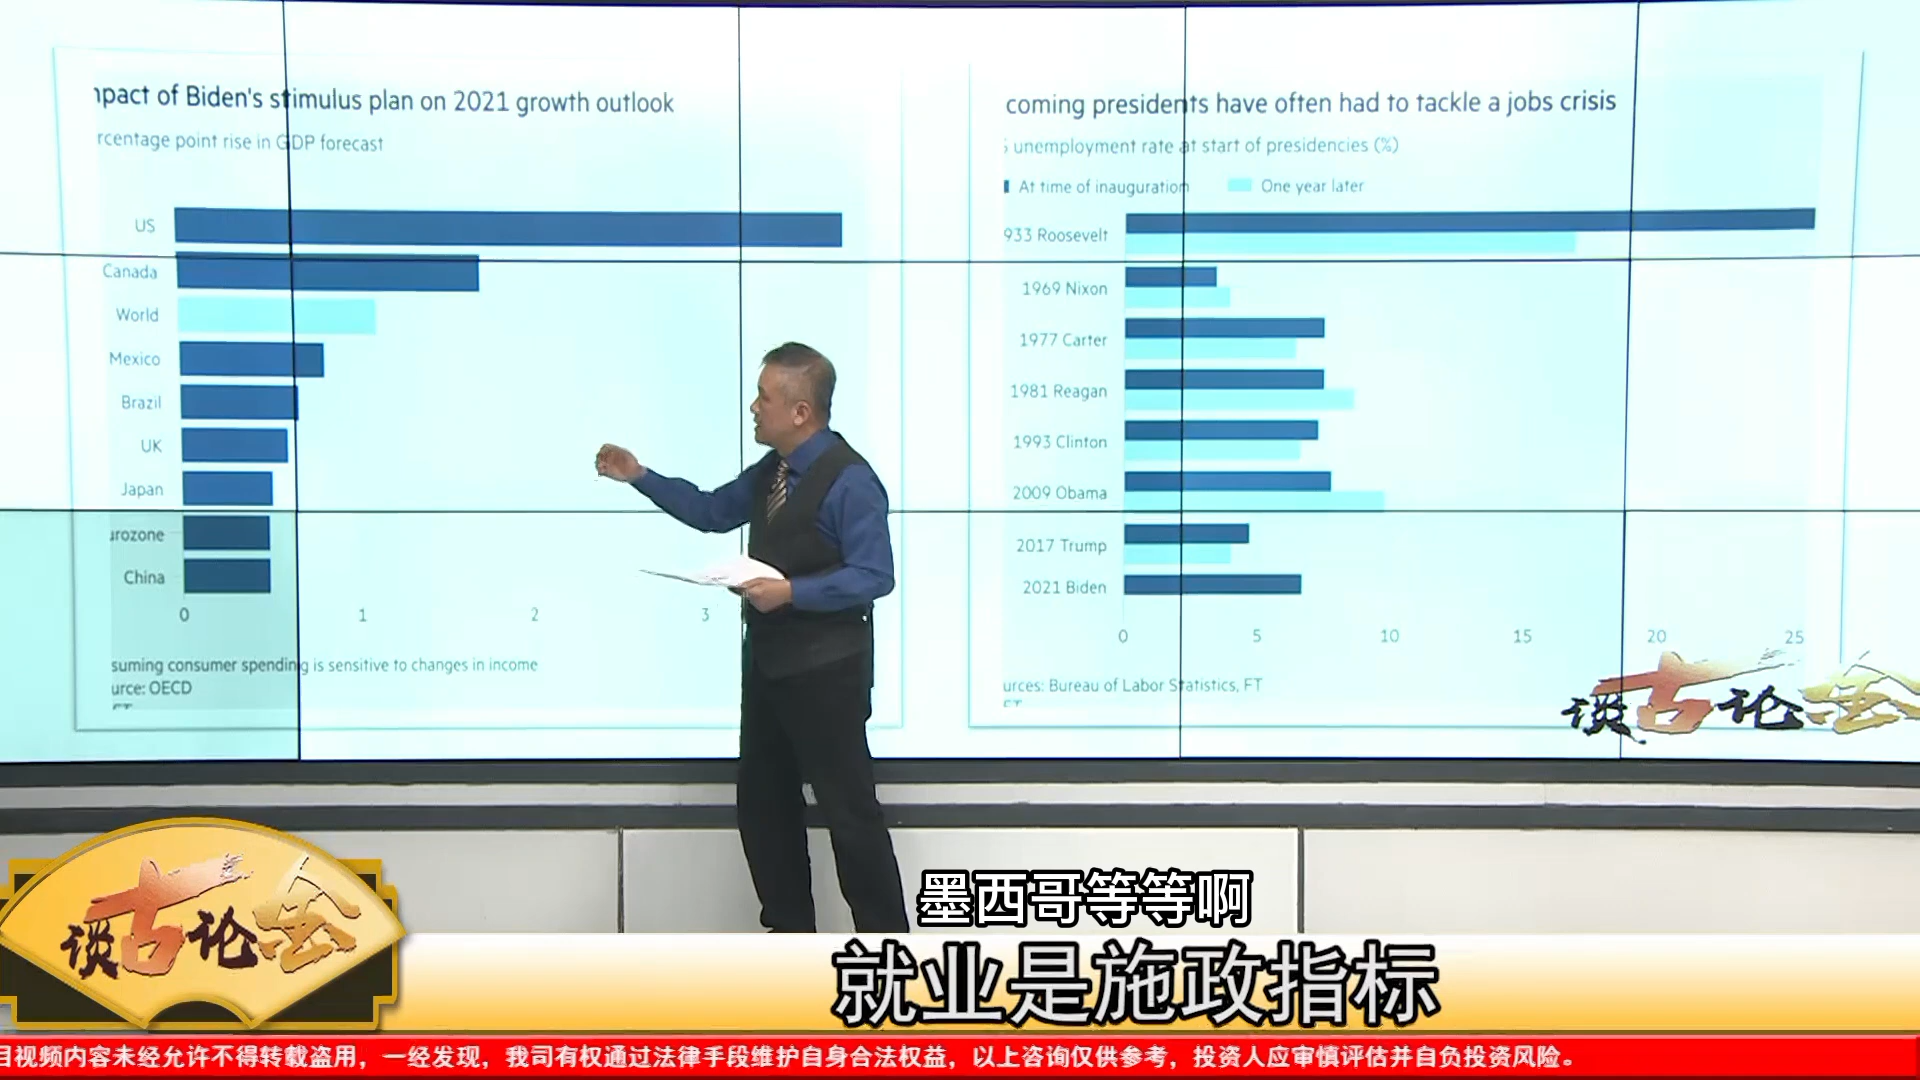 npact of Biden's stimulus plan on 2021 growth outlook
rcentage point rise in GDP forecast
US
Canada
World
Mexico
Brazil
UK
Japan
urozone
China
0 1 2 3
suming consumer spending is sensitive to changes in income
urce: OECD
coming presidents have often had to tackle a jobs crisis
unemployment rate at start of presidencies (%)
At time of inauguration One year later
933 Roosevelt
1969 Nixon
1977 Carter
1981 Reagan
1993 Clinton
2009 Obama
2017 Trump
2021 Biden
0 5 10 15 20 25
urces: Bureau of Labor Statistics, FT
谈古论金
谈古论金
墨西哥等等啊
就业是施政指标
目视频内容未经允许不得转载盗用，一经发现，我司有权通过法律手段维护自身合法权益，以上咨询仅供参考，投资人应审慎评估并自负投资风险。